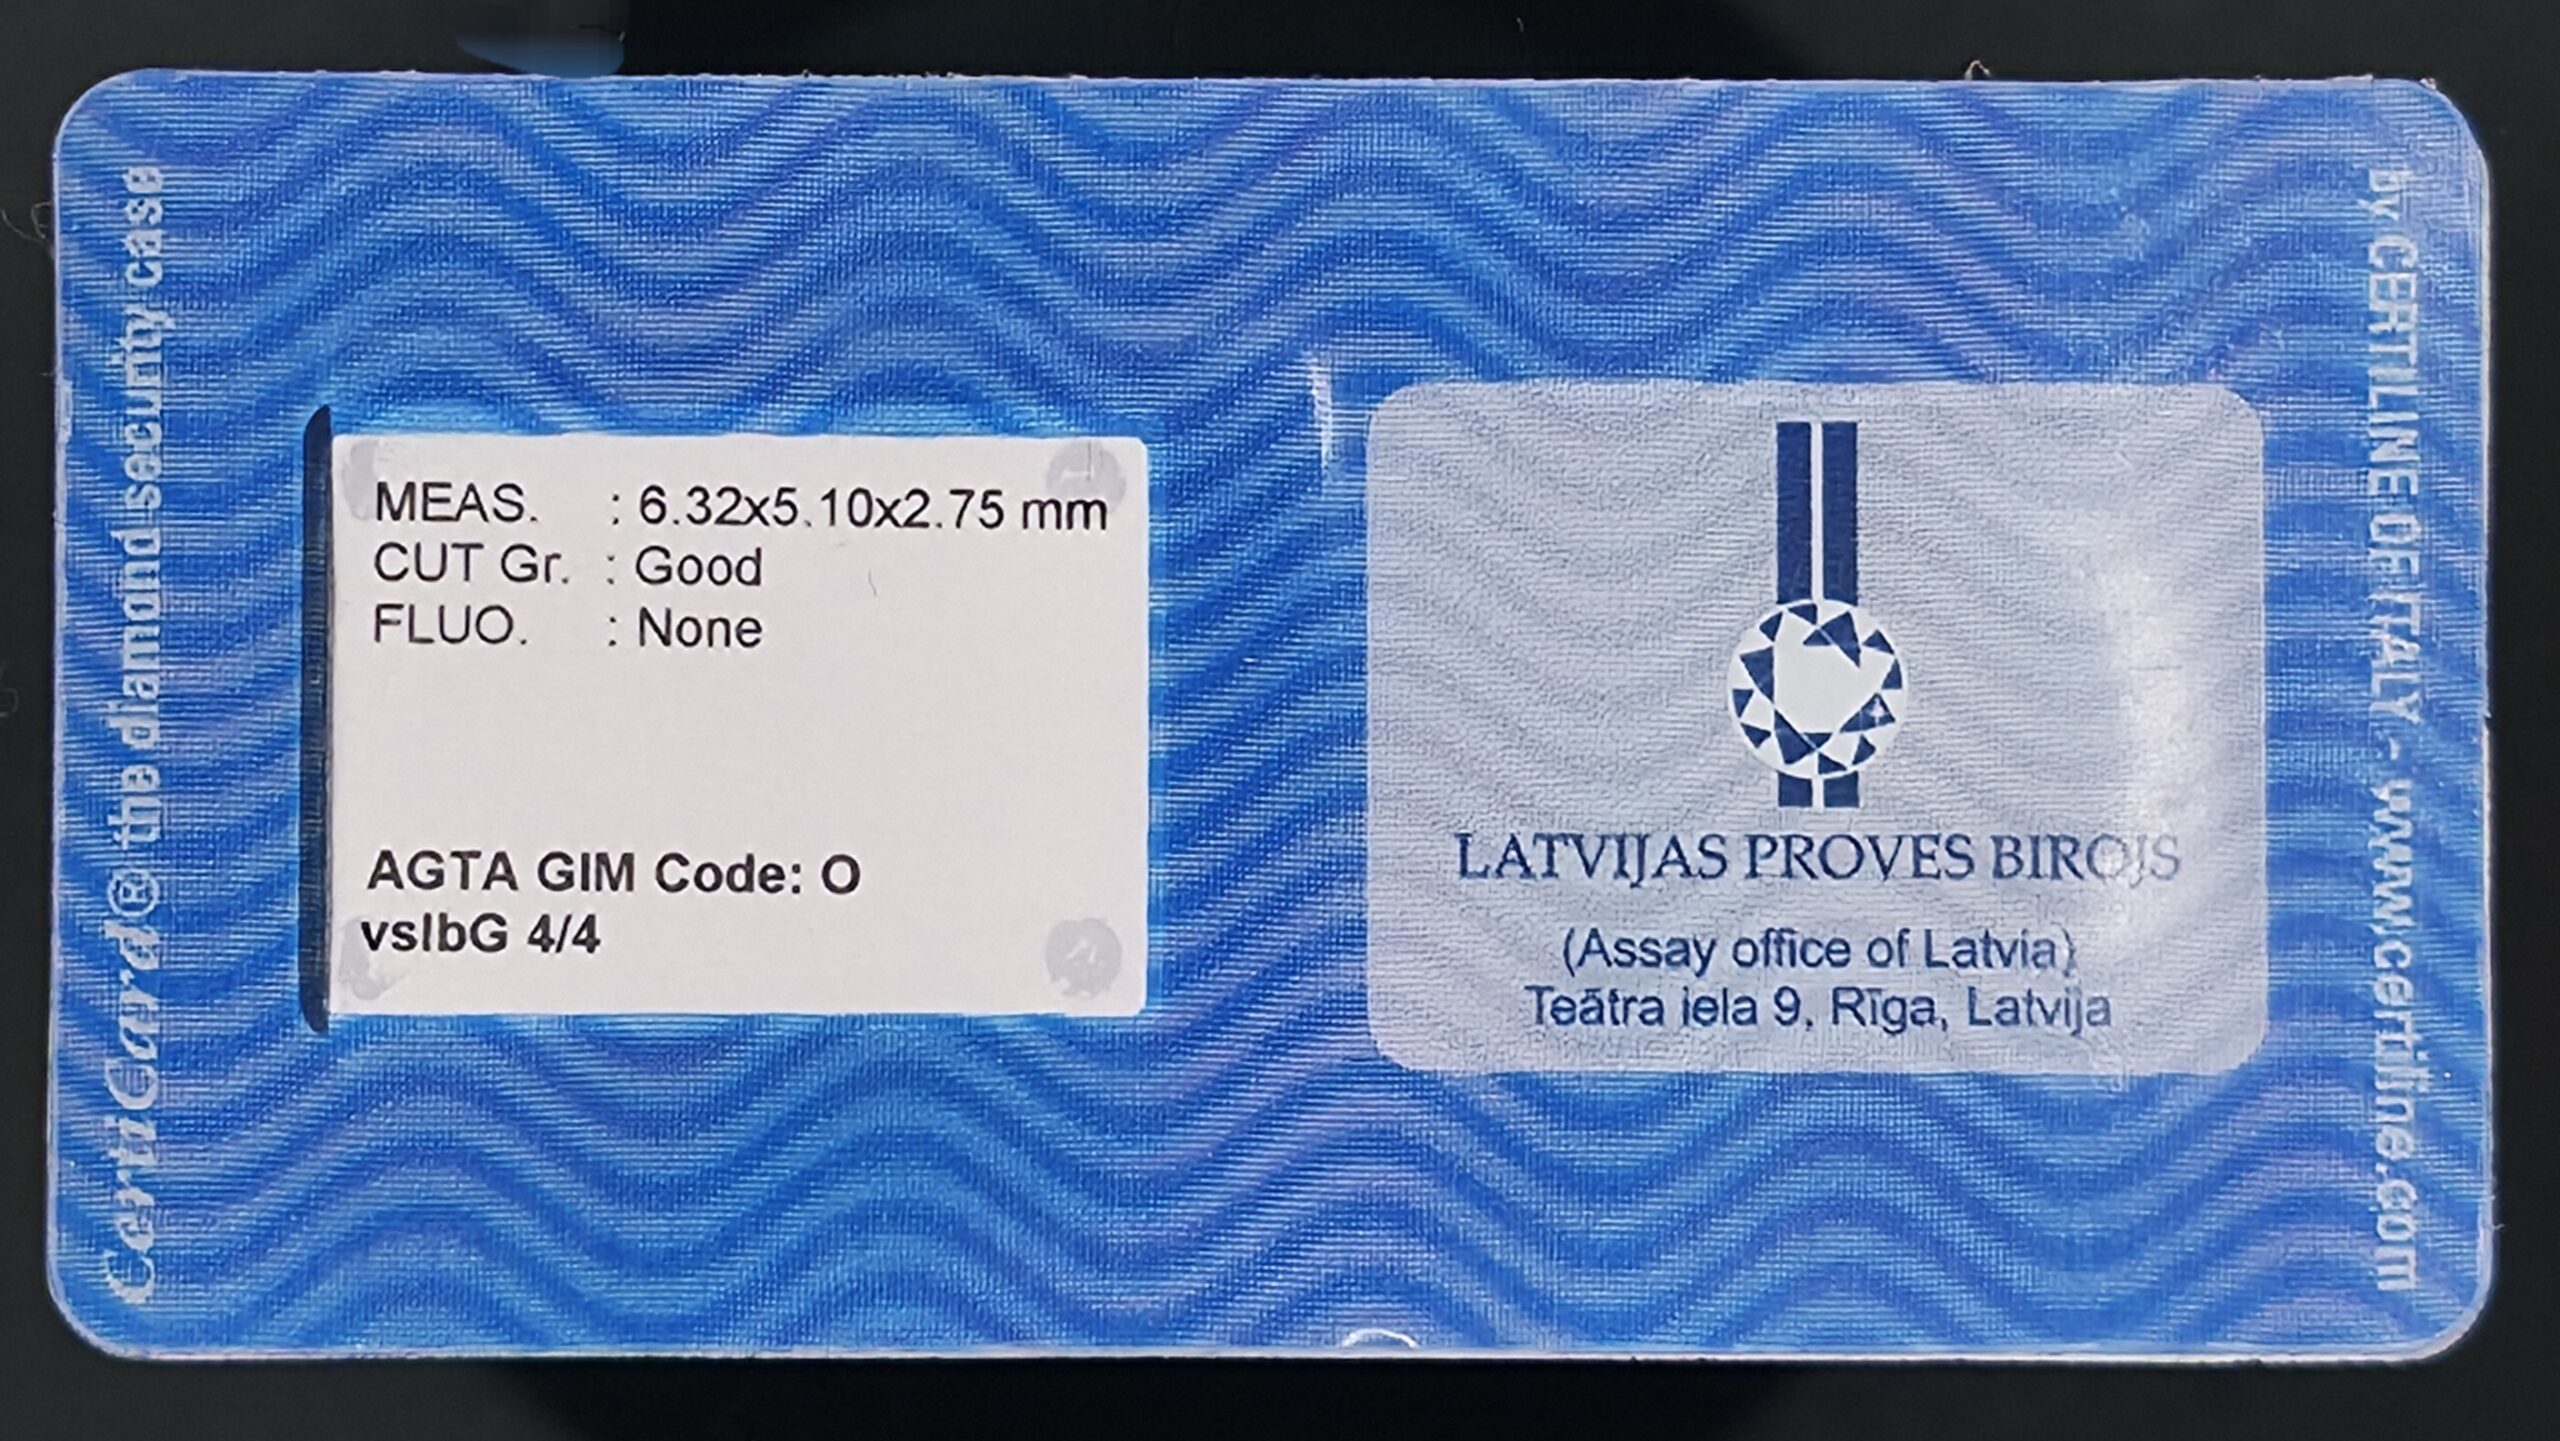 CertiCard® the diamond security case
MEAS. : 6.32x5.10x2.75 mm
CUT Gr. : Good
FLUO. : None
AGTA GIM Code: O
vslbG 4/4
LATVIJAS PROVES BIROJS
(Assay office of Latvia)
Teātra iela 9, Rīga, Latvija
by CERTILINE OF ITALY - www.certiline.com